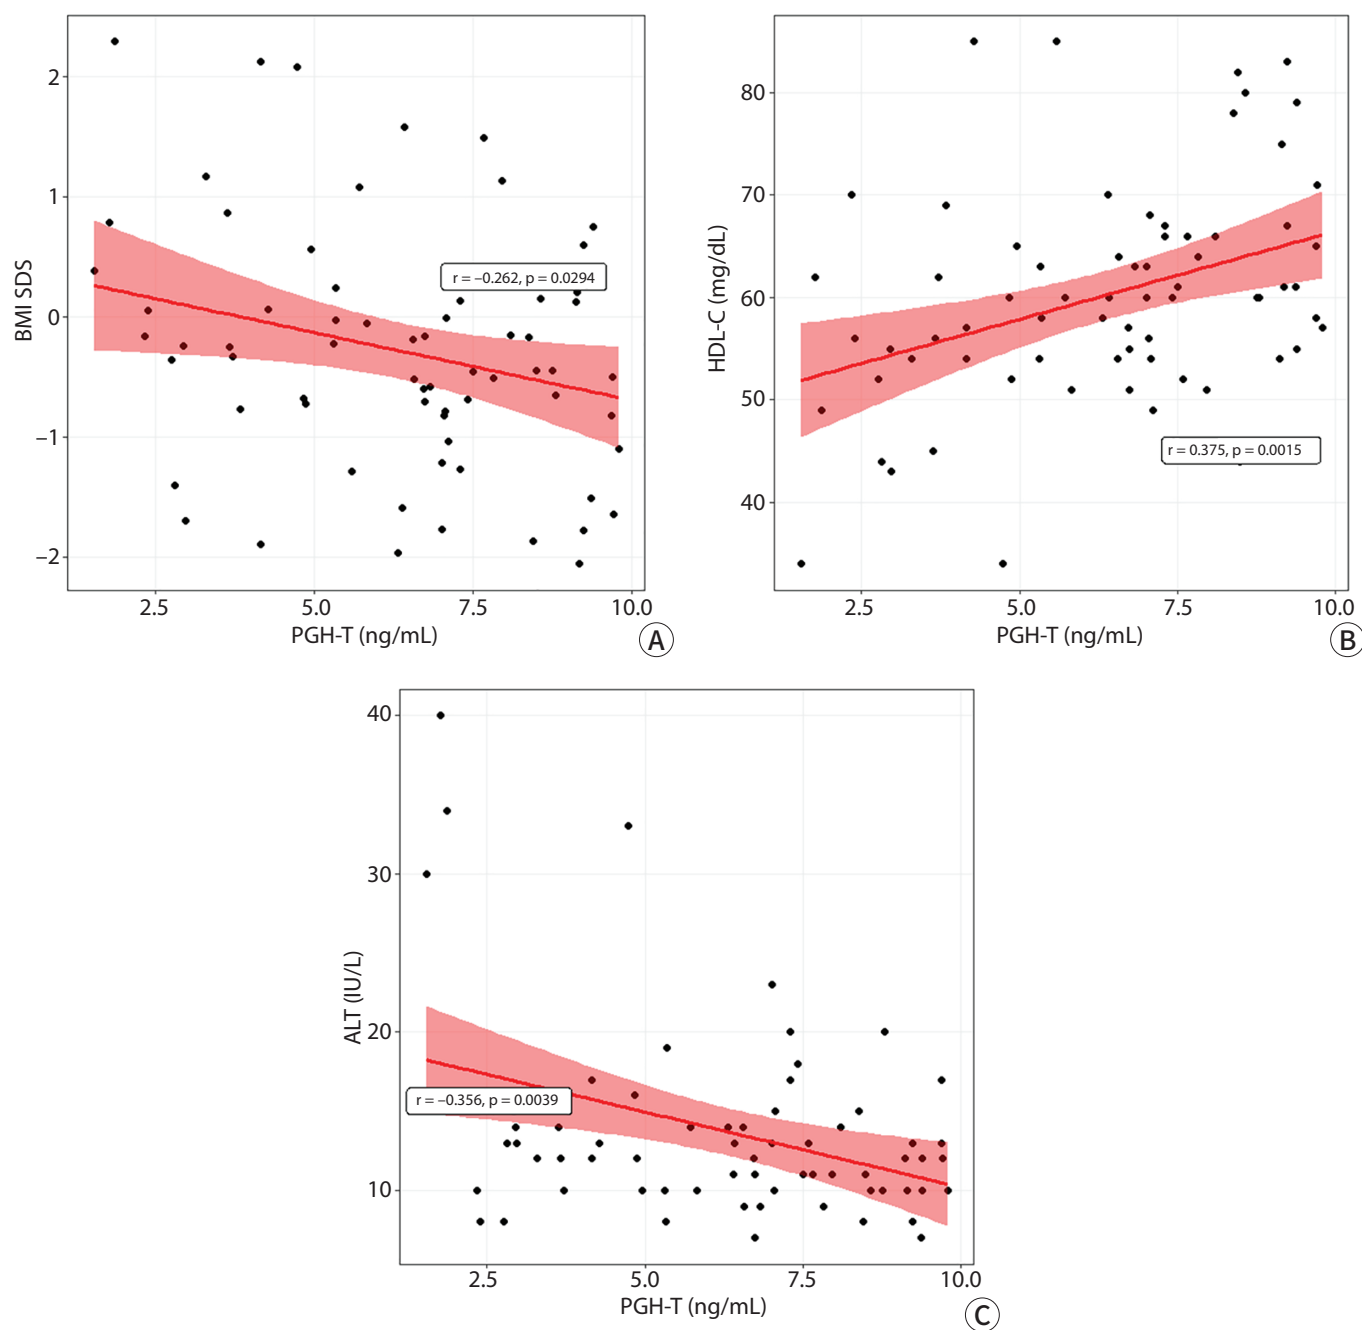 2
1
0
−1
−2
BMI SDS
r = −0.262, p = 0.0294
2.5 5.0 7.5 10.0
PGH-T (ng/mL)
A
80
70
60
50
40
HDL-C (mg/dL)
r = 0.375, p = 0.0015
2.5 5.0 7.5 10.0
PGH-T (ng/mL)
B
40
30
20
10
ALT (IU/L)
r = −0.356, p = 0.0039
2.5 5.0 7.5 10.0
PGH-T (ng/mL)
C